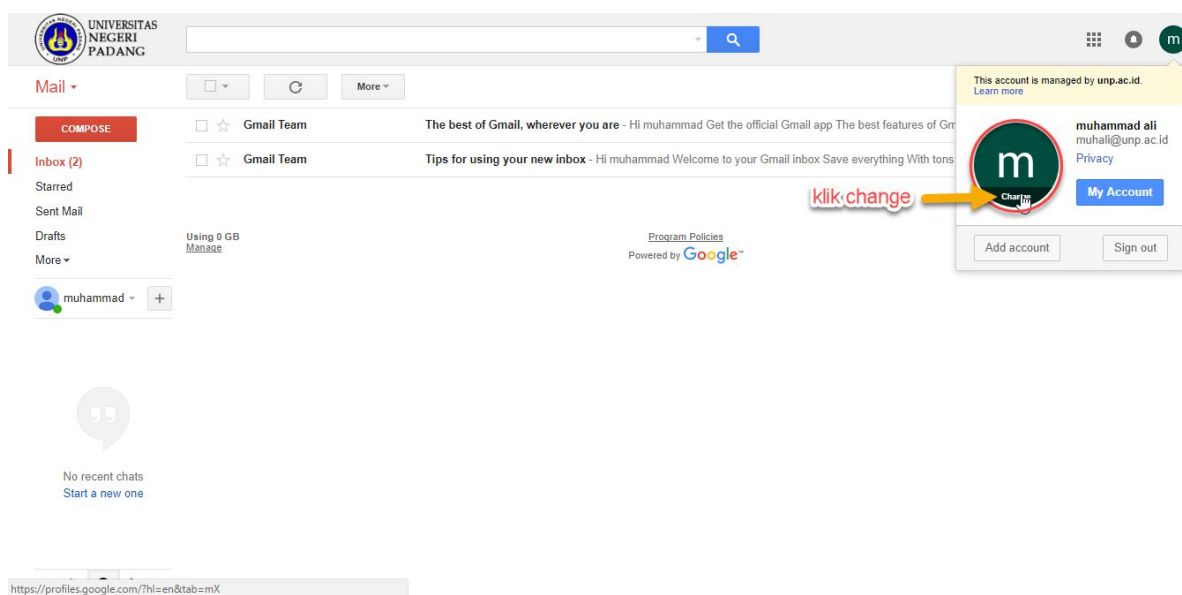 UNIVERSITAS
NEGERI
PADANG
UNP
m
Mail
More
This account is managed by unp.ac.id.
Learn more
COMPOSE
Gmail Team
The best of Gmail, wherever you are - Hi muhammad Get the official Gmail app The best features of Gm
muhammad ali
muhali@unp.ac.id
Inbox (2)
Gmail Team
Tips for using your new inbox - Hi muhammad Welcome to your Gmail inbox Save everything With tons
m
Privacy
Starred
klik change
Change
My Account
Sent Mail
Drafts
Using 0 GB
Manage
Program Policies
Powered by Google™
Add account
Sign out
More
muhammad
+
No recent chats
Start a new one
https://profiles.google.com/?hl=en&tab=mX